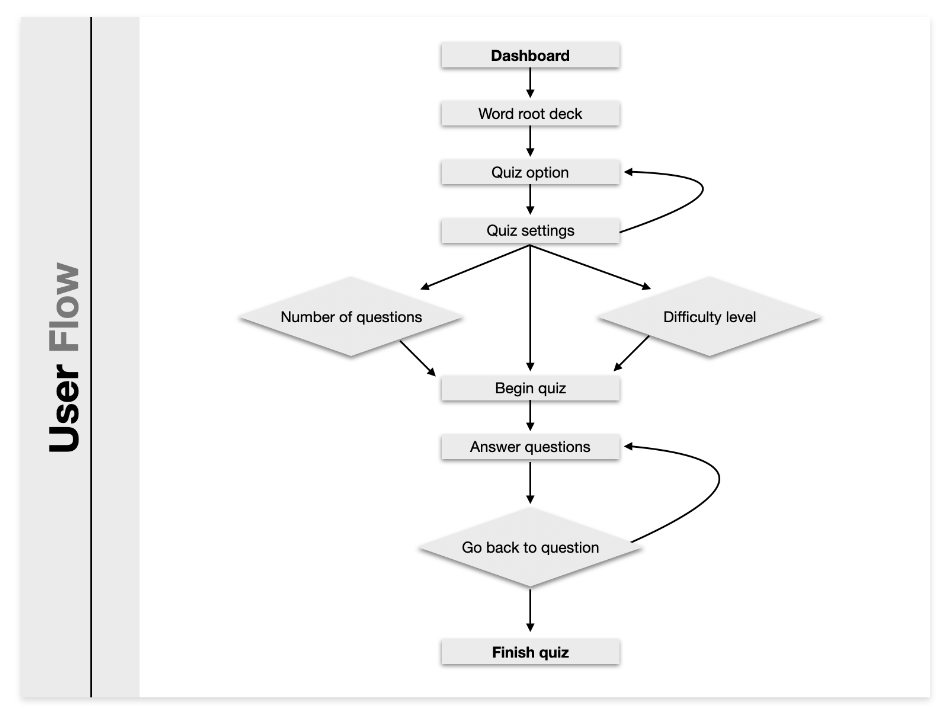 User Flow
Dashboard
Word root deck
Quiz option
Quiz settings
Number of questions
Difficulty level
Begin quiz
Answer questions
Go back to question
Finish quiz